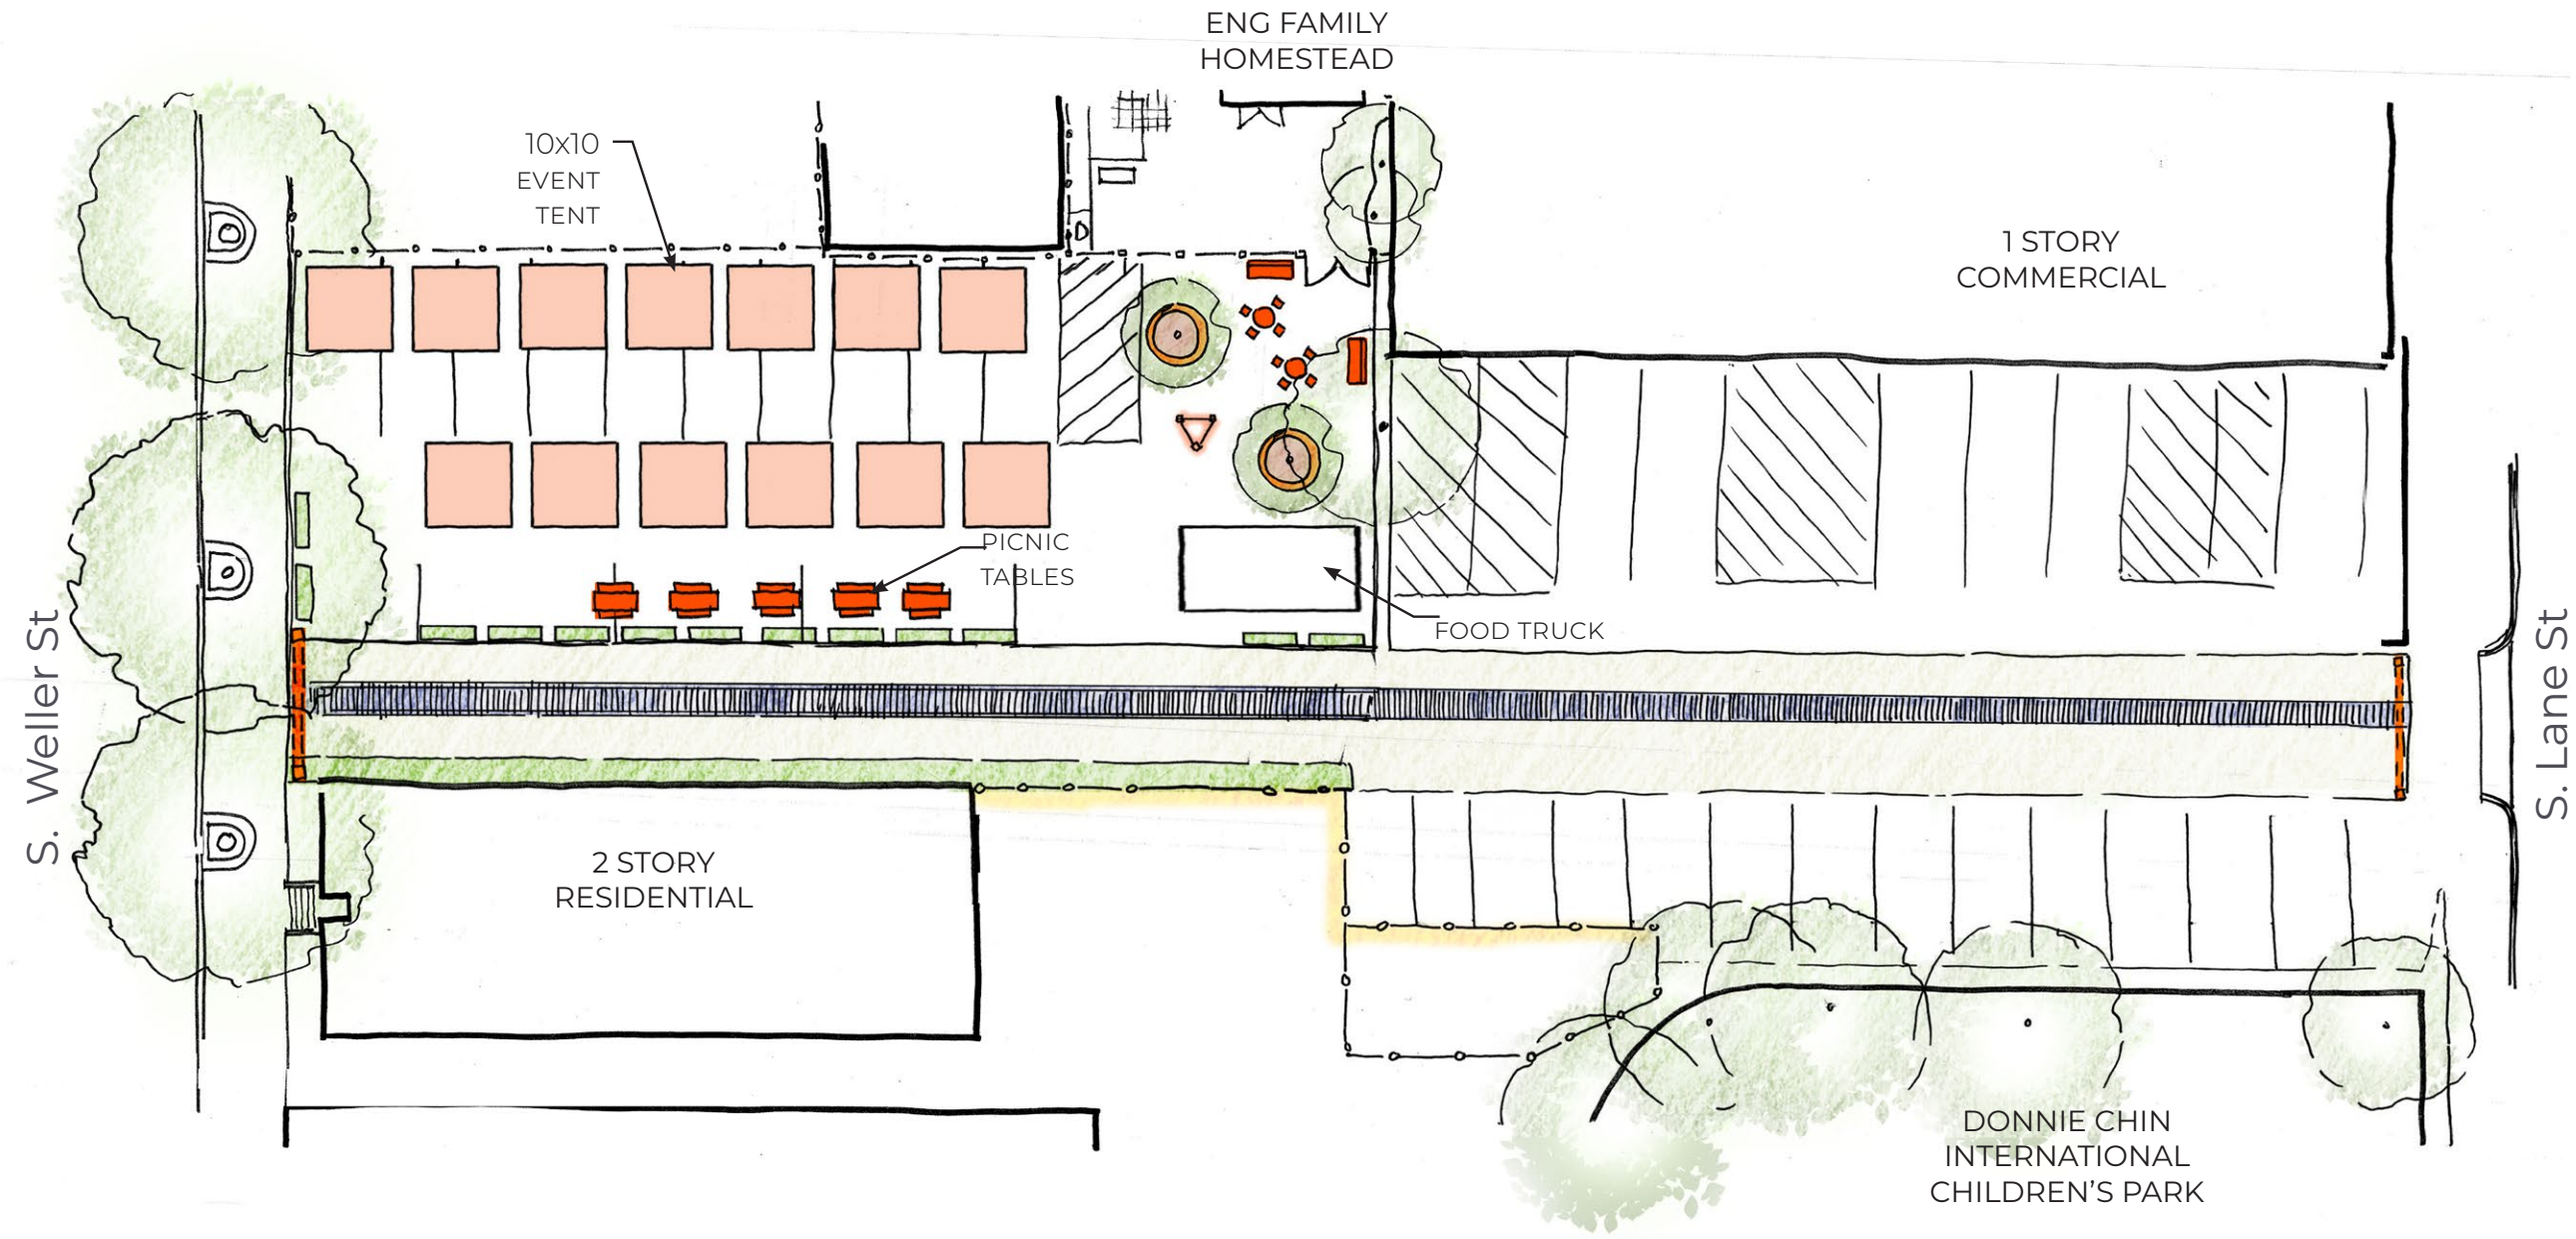 ENG FAMILY
HOMESTEAD
10x10
EVENT
TENT
1 STORY
COMMERCIAL
PICNIC
TABLES
FOOD TRUCK
S. Weller St
S. Lane St
2 STORY
RESIDENTIAL
DONNIE CHIN
INTERNATIONAL
CHILDREN'S PARK